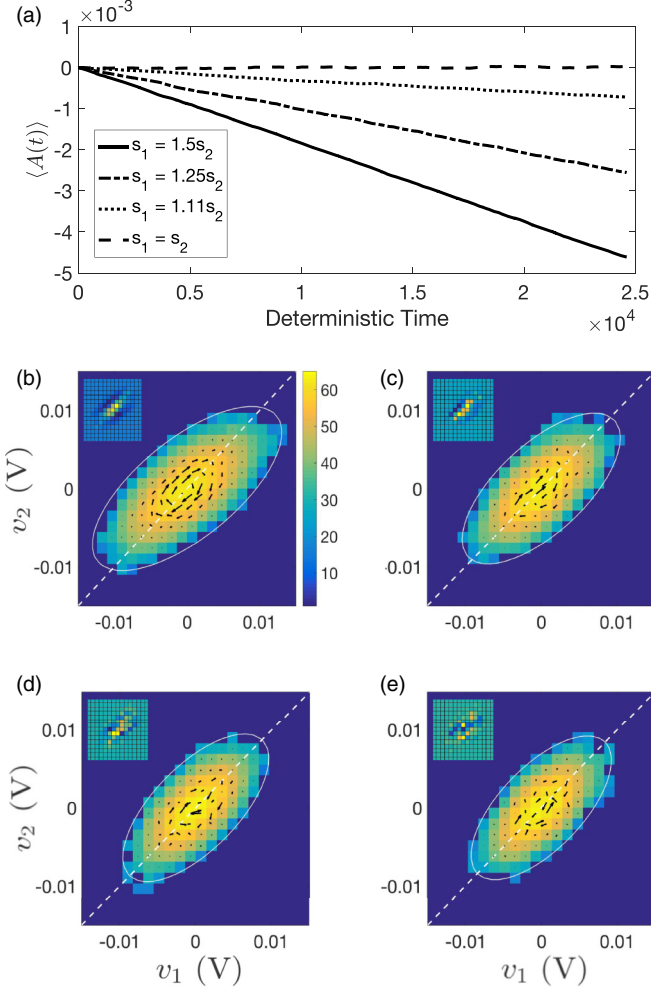 (a)
×10⁻³
1
0
-1
-2
-3
-4
-5
⟨A(t)⟩
s₁ = 1.5s₂
s₁ = 1.25s₂
s₁ = 1.11s₂
s₁ = s₂
0 0.5 1 1.5 2 2.5
Deterministic Time
×10⁴
(b) (c)
v₂ (V)
0.01
0
-0.01
60
50
40
30
20
10
0.01
0
-0.01
-0.01 0 0.01
-0.01 0 0.01
(d) (e)
v₂ (V)
0.01
0
-0.01
0.01
0
-0.01
-0.01 0 0.01
-0.01 0 0.01
v₁ (V) v₁ (V)